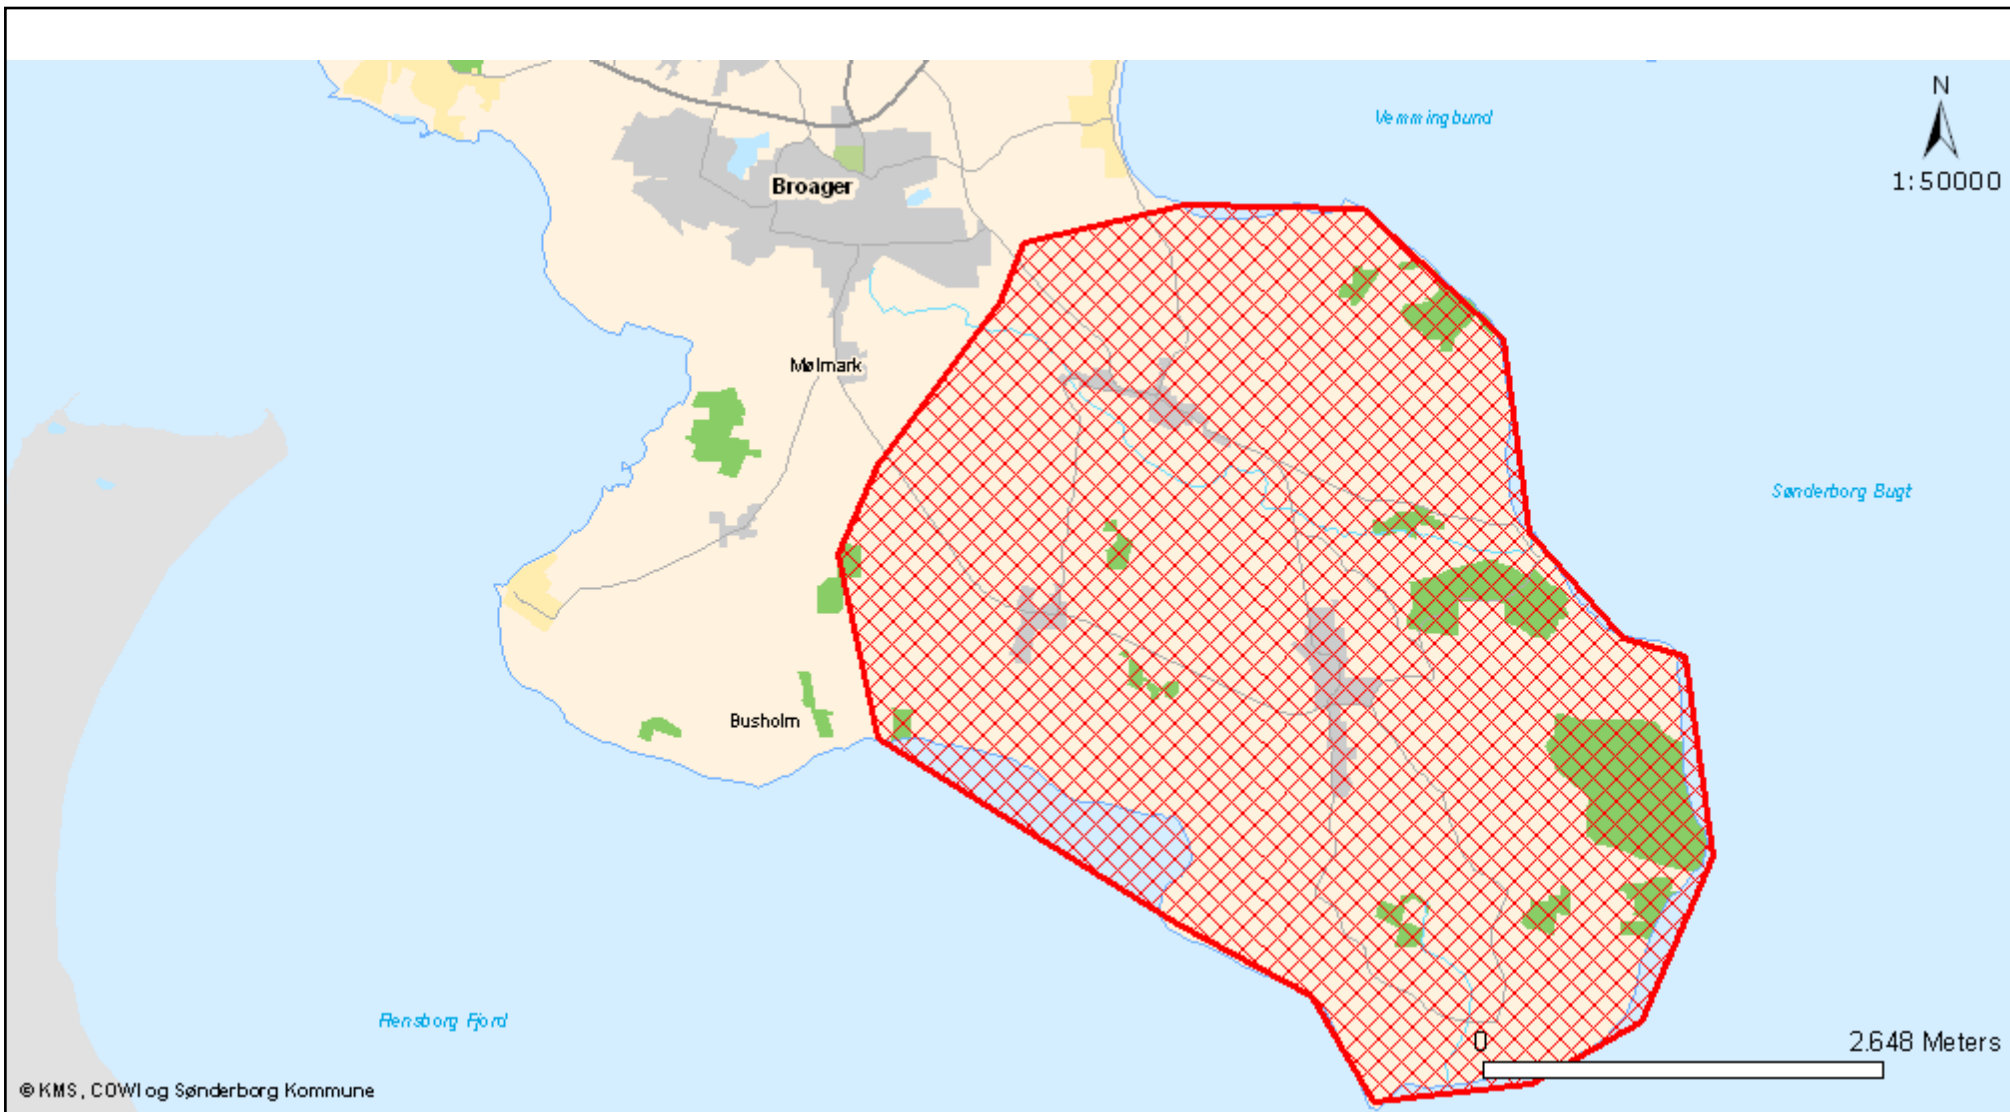 N
Vemmingbund
1:50000
Broager
Mølmark
Sønderborg Bugt
Busholm
Flensborg Fjord
0
2.648 Meters
© KMS, COWI og Sønderborg Kommune